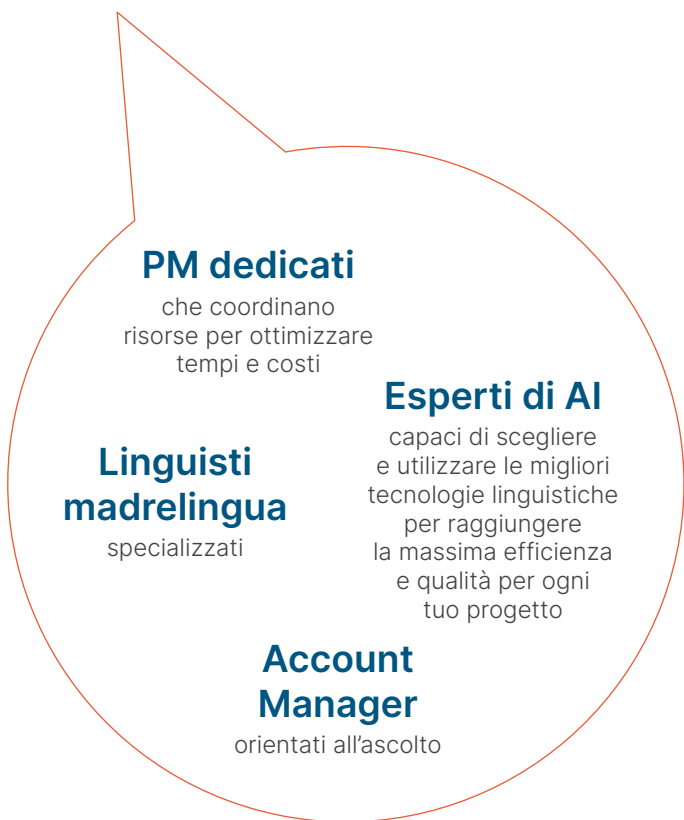 PM dedicati
che coordinano
risorse per ottimizzare
tempi e costi
Esperti di AI
capaci di scegliere
e utilizzare le migliori
tecnologie linguistiche
per raggiungere
la massima efficienza
e qualità per ogni
tuo progetto
Linguisti
madrelingua
specializzati
Account
Manager
orientati all’ascolto